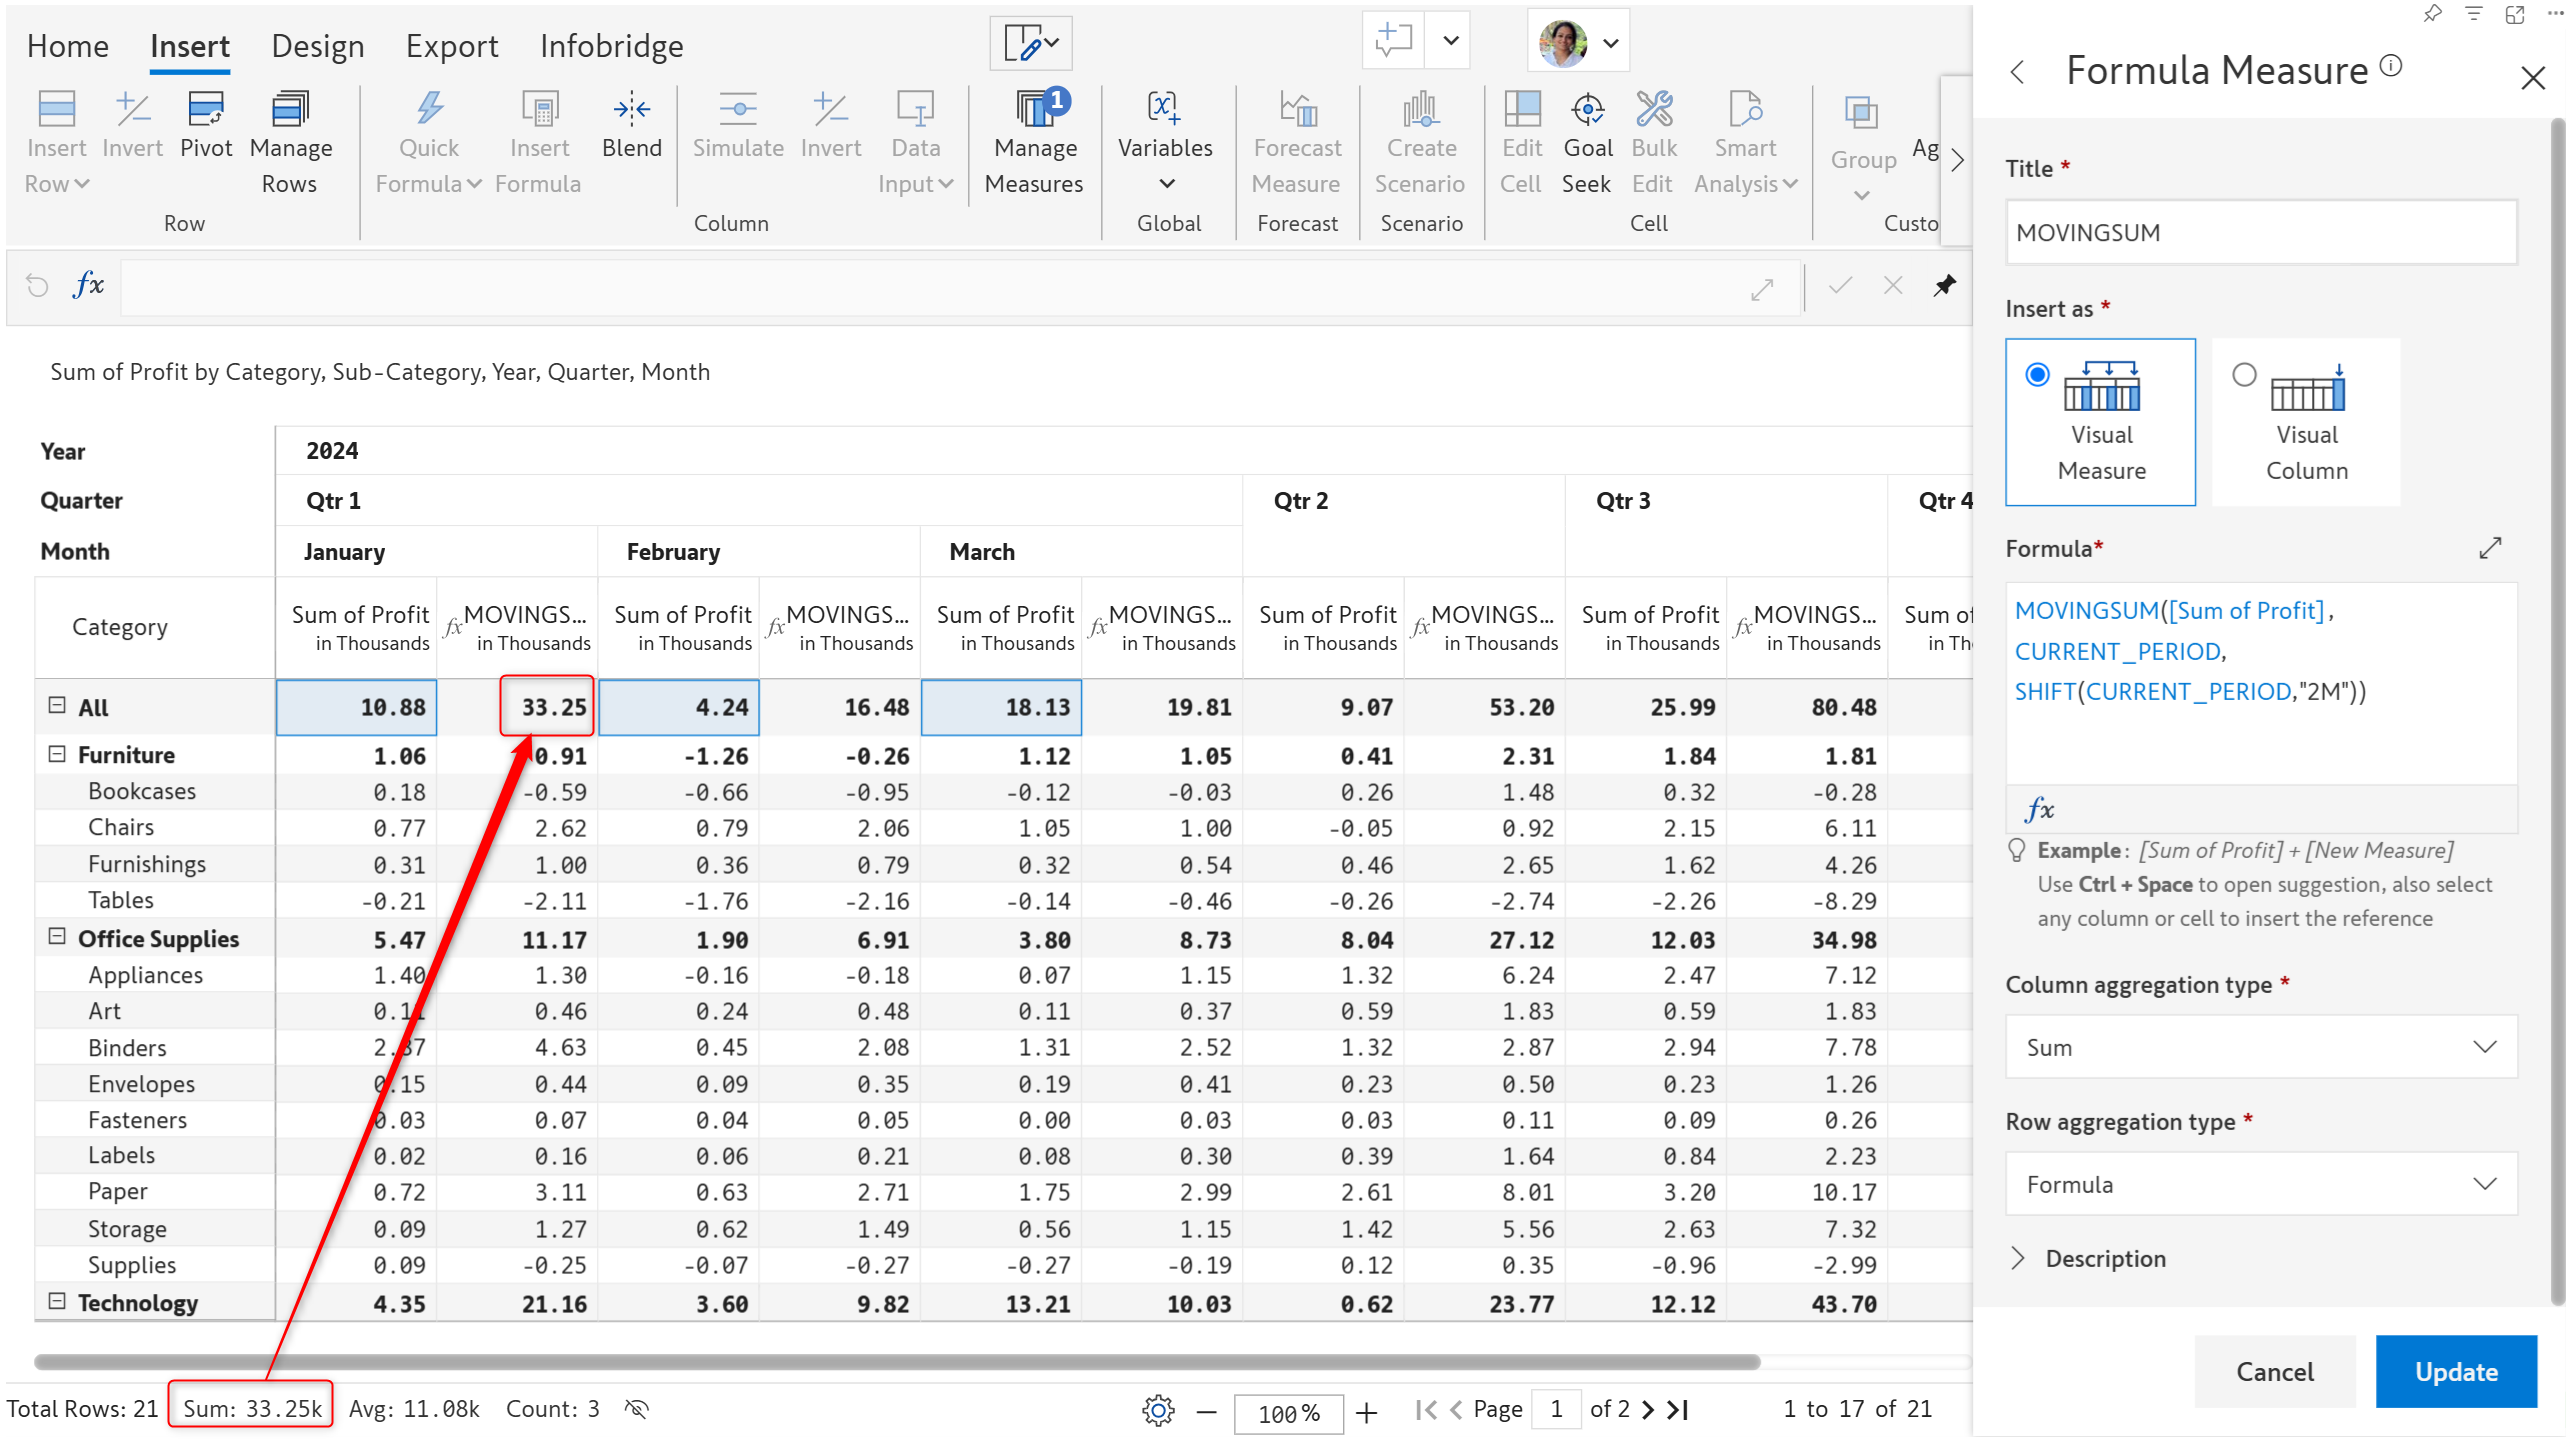 Home Insert Design Export Infobridge
Insert Row
Invert
Pivot
Manage Rows
Row
Quick Formula
Insert Formula
Blend
Simulate
Invert
Data Input
Column
Manage Measures
1
Variables
Global
Forecast Measure
Forecast
Create Scenario
Scenario
Edit Cell
Goal Seek
Bulk Edit
Smart Analysis
Cell
Group
Ag
Custo
fx
Sum of Profit by Category, Sub-Category, Year, Quarter, Month
Year 2024
Quarter Qtr 1 Qtr 2 Qtr 3 Qtr 4
Month January February March
Category Sum of Profit in Thousands fx MOVINGS... in Thousands Sum of Profit in Thousands fx MOVINGS... in Thousands Sum of Profit in Thousands fx MOVINGS... in Thousands Sum of Profit in Thousands fx MOVINGS... in Thousands Sum of Profit in Thousands fx MOVINGS... in Thousands Sum of in Th
All 10.88 33.25 4.24 16.48 18.13 19.81 9.07 53.20 25.99 80.48
Furniture 1.06 0.91 -1.26 -0.26 1.12 1.05 0.41 2.31 1.84 1.81
Bookcases 0.18 -0.59 -0.66 -0.95 -0.12 -0.03 0.26 1.48 0.32 -0.28
Chairs 0.77 2.62 0.79 2.06 1.05 1.00 -0.05 0.92 2.15 6.11
Furnishings 0.31 1.00 0.36 0.79 0.32 0.54 0.46 2.65 1.62 4.26
Tables -0.21 -2.11 -1.76 -2.16 -0.14 -0.46 -0.26 -2.74 -2.26 -8.29
Office Supplies 5.47 11.17 1.90 6.91 3.80 8.73 8.04 27.12 12.03 34.98
Appliances 1.40 1.30 -0.16 -0.18 0.07 1.15 1.32 6.24 2.47 7.12
Art 0.46 0.24 0.48 0.11 0.37 0.59 1.83 0.59 1.83
Binders 4.63 0.45 2.08 1.31 2.52 1.32 2.87 2.94 7.78
Envelopes 0.15 0.44 0.09 0.35 0.19 0.41 0.23 0.50 0.23 1.26
Fasteners 0.03 0.07 0.04 0.05 0.00 0.03 0.03 0.11 0.09 0.26
Labels 0.02 0.16 0.06 0.21 0.08 0.30 0.39 1.64 0.84 2.23
Paper 0.72 3.11 0.63 2.71 1.75 2.99 2.61 8.01 3.20 10.17
Storage 0.09 1.27 0.62 1.49 0.56 1.15 1.42 5.56 2.63 7.32
Supplies 0.09 -0.25 -0.07 -0.27 -0.27 -0.19 0.12 0.35 -0.96 -2.99
Technology 4.35 21.16 3.60 9.82 13.21 10.03 0.62 23.77 12.12 43.70
Total Rows: 21 Sum: 33.25k Avg: 11.08k Count: 3 100% Page 1 of 2 1 to 17 of 21
Formula Measure
Title *
MOVINGSUM
Insert as *
Visual Measure
Visual Column
Formula*
MOVINGSUM([Sum of Profit],
CURRENT_PERIOD,
SHIFT(CURRENT_PERIOD,"2M"))
fx
Example: [Sum of Profit] + [New Measure]
Use Ctrl + Space to open suggestion, also select
any column or cell to insert the reference
Column aggregation type *
Sum
Row aggregation type *
Formula
Description
Cancel Update